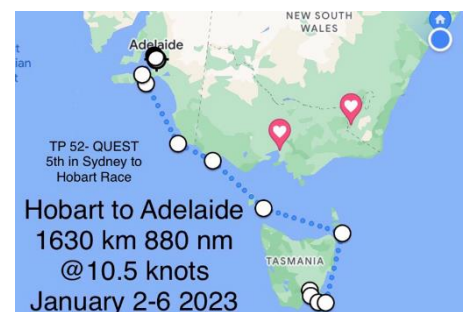 NEW SOUTH
WALES
Adelaide
TP 52- QUEST
5th in Sydney to
Hobart Race
Hobart to Adelaide
1630 km 880 nm
@10.5 knots
January 2-6 2023
TASMANIA